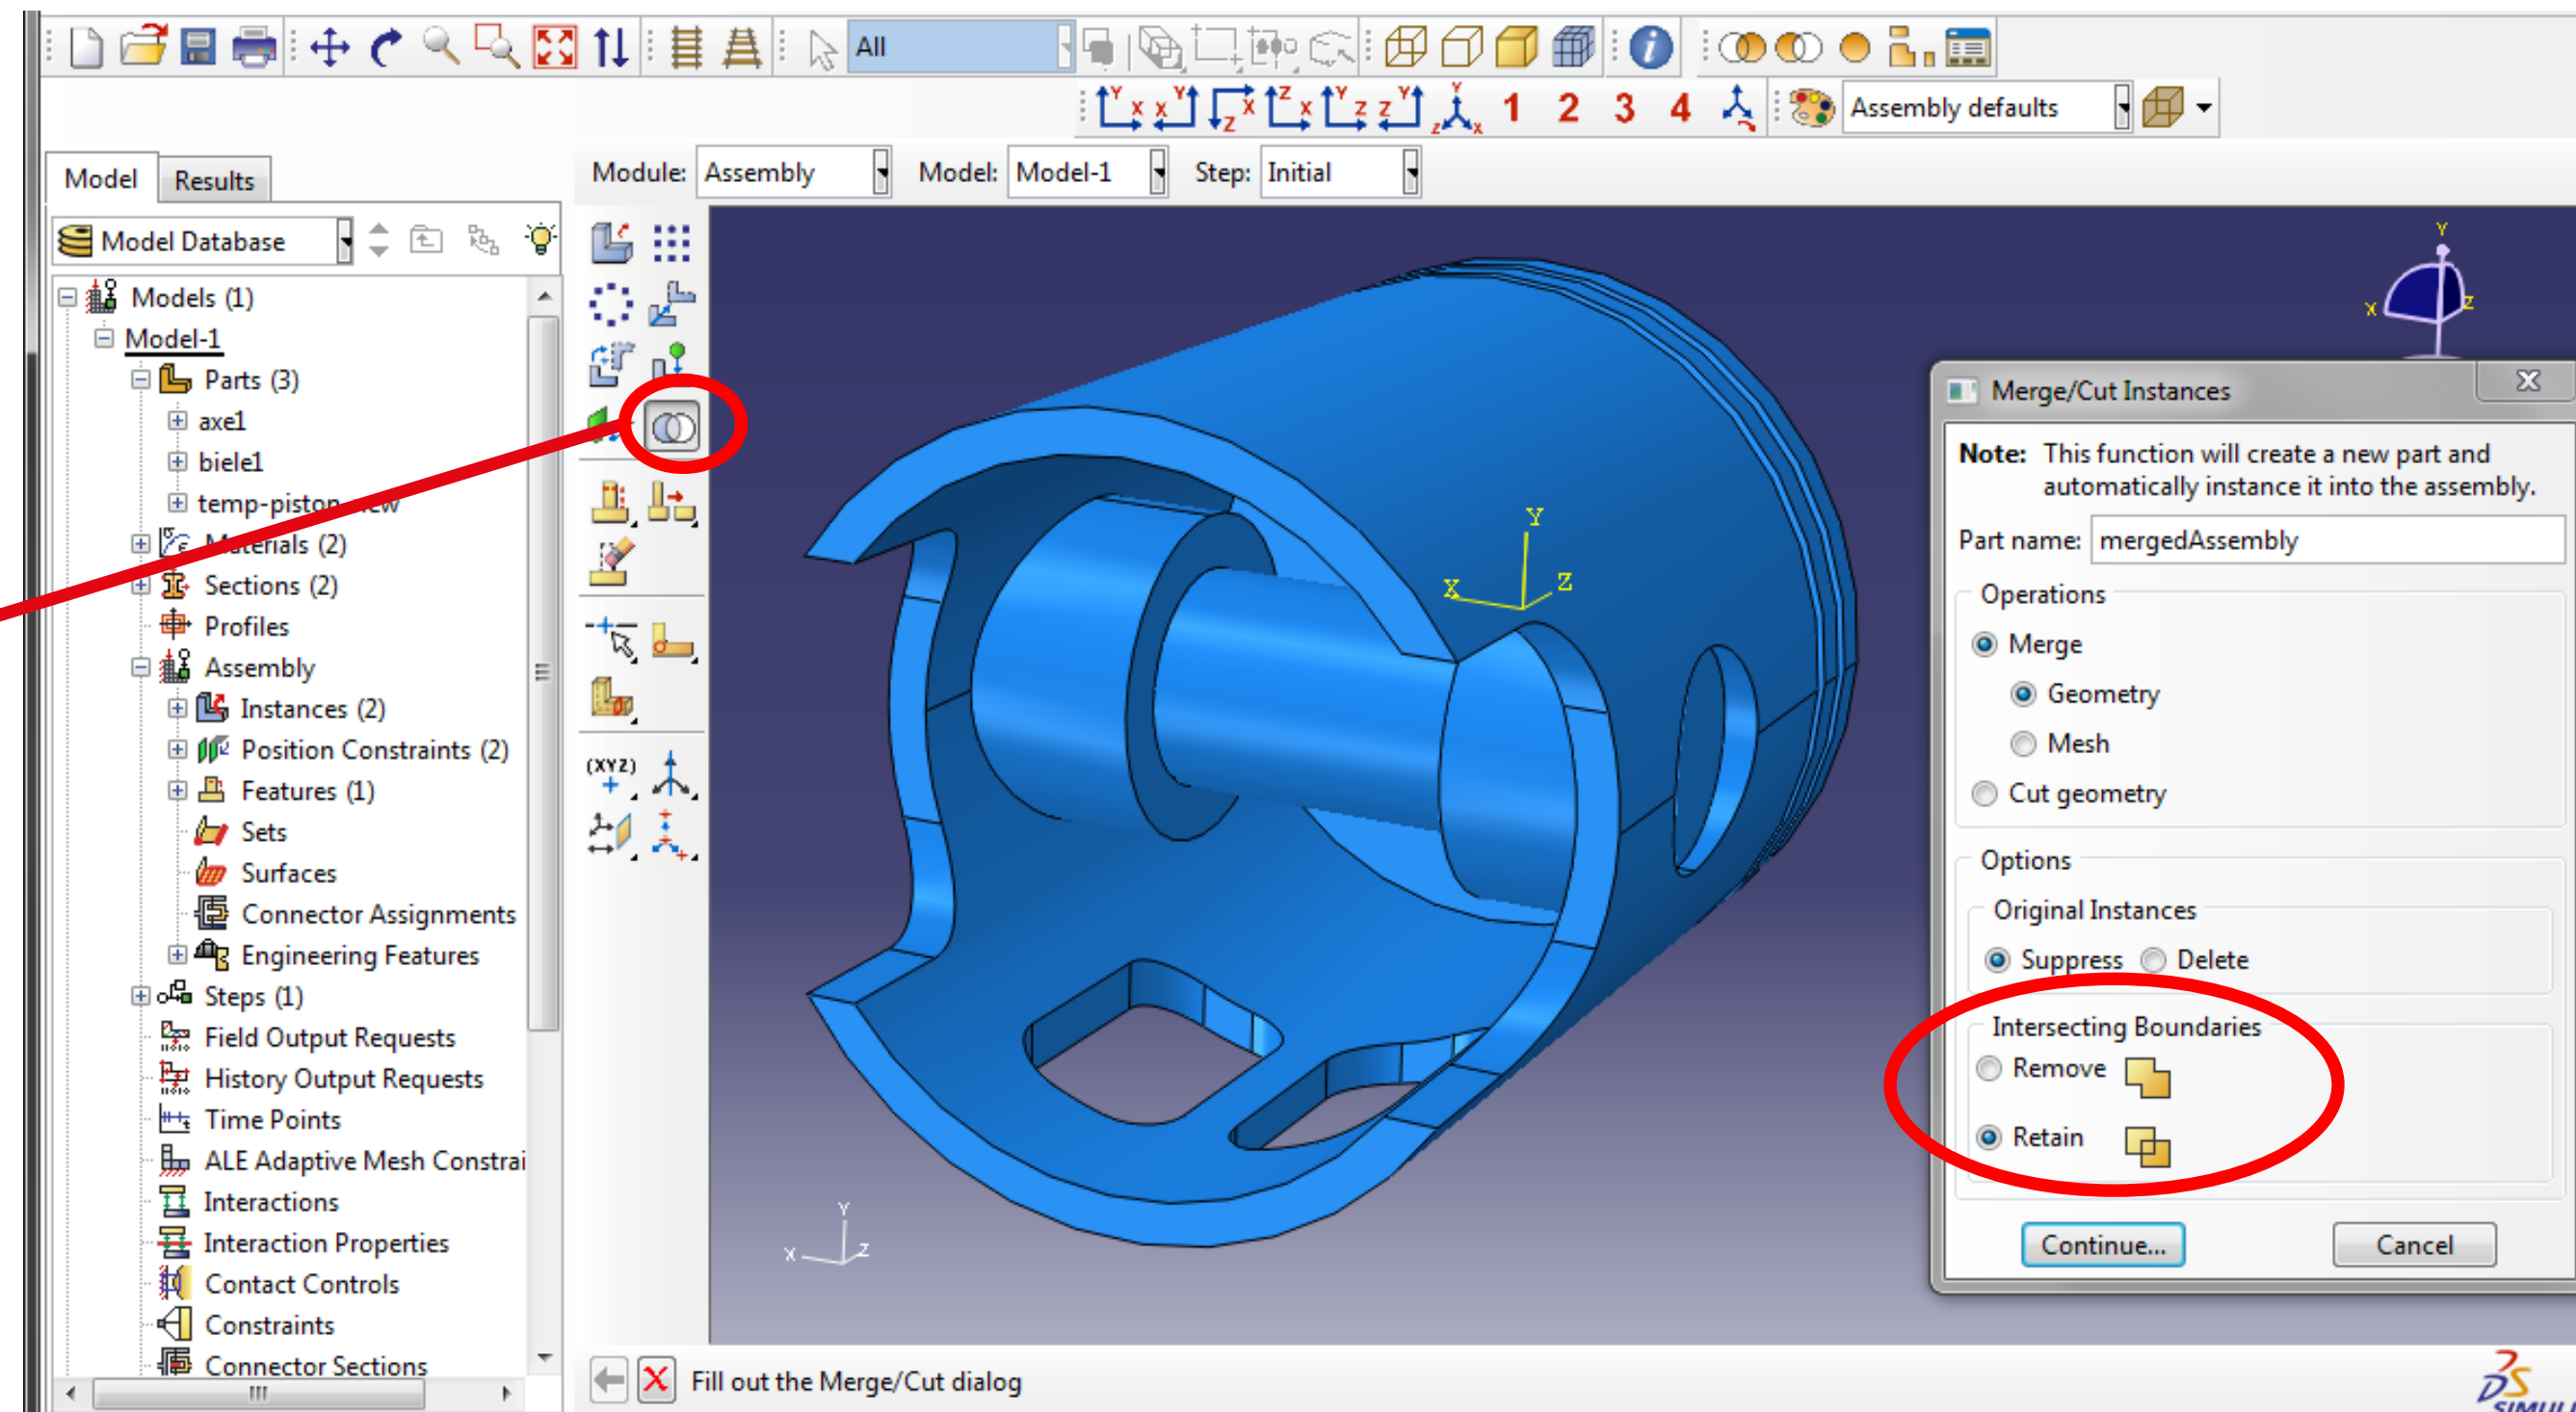 All
1 2 3 4
Assembly defaults
Model Results
Module: Assembly Model: Model-1 Step: Initial
Model Database
Models (1)
Model-1
Parts (3)
axe1
biele1
Materials (2)
Sections (2)
Profiles
Assembly
Instances (2)
Position Constraints (2)
Features (1)
Sets
Surfaces
Connector Assignments
Engineering Features
Steps (1)
Field Output Requests
History Output Requests
Time Points
ALE Adaptive Mesh Constrai
Interactions
Interaction Properties
Contact Controls
Constraints
Connector Sections
(XYZ)
Y
X
Z
Y
X
Z
Y
X
Z
Merge/Cut Instances
Note: This function will create a new part and
automatically instance it into the assembly.
Part name: mergedAssembly
Operations
Merge
Geometry
Mesh
Cut geometry
Options
Original Instances
Suppress Delete
Intersecting Boundaries
Remove
Retain
Continue... Cancel
Fill out the Merge/Cut dialog